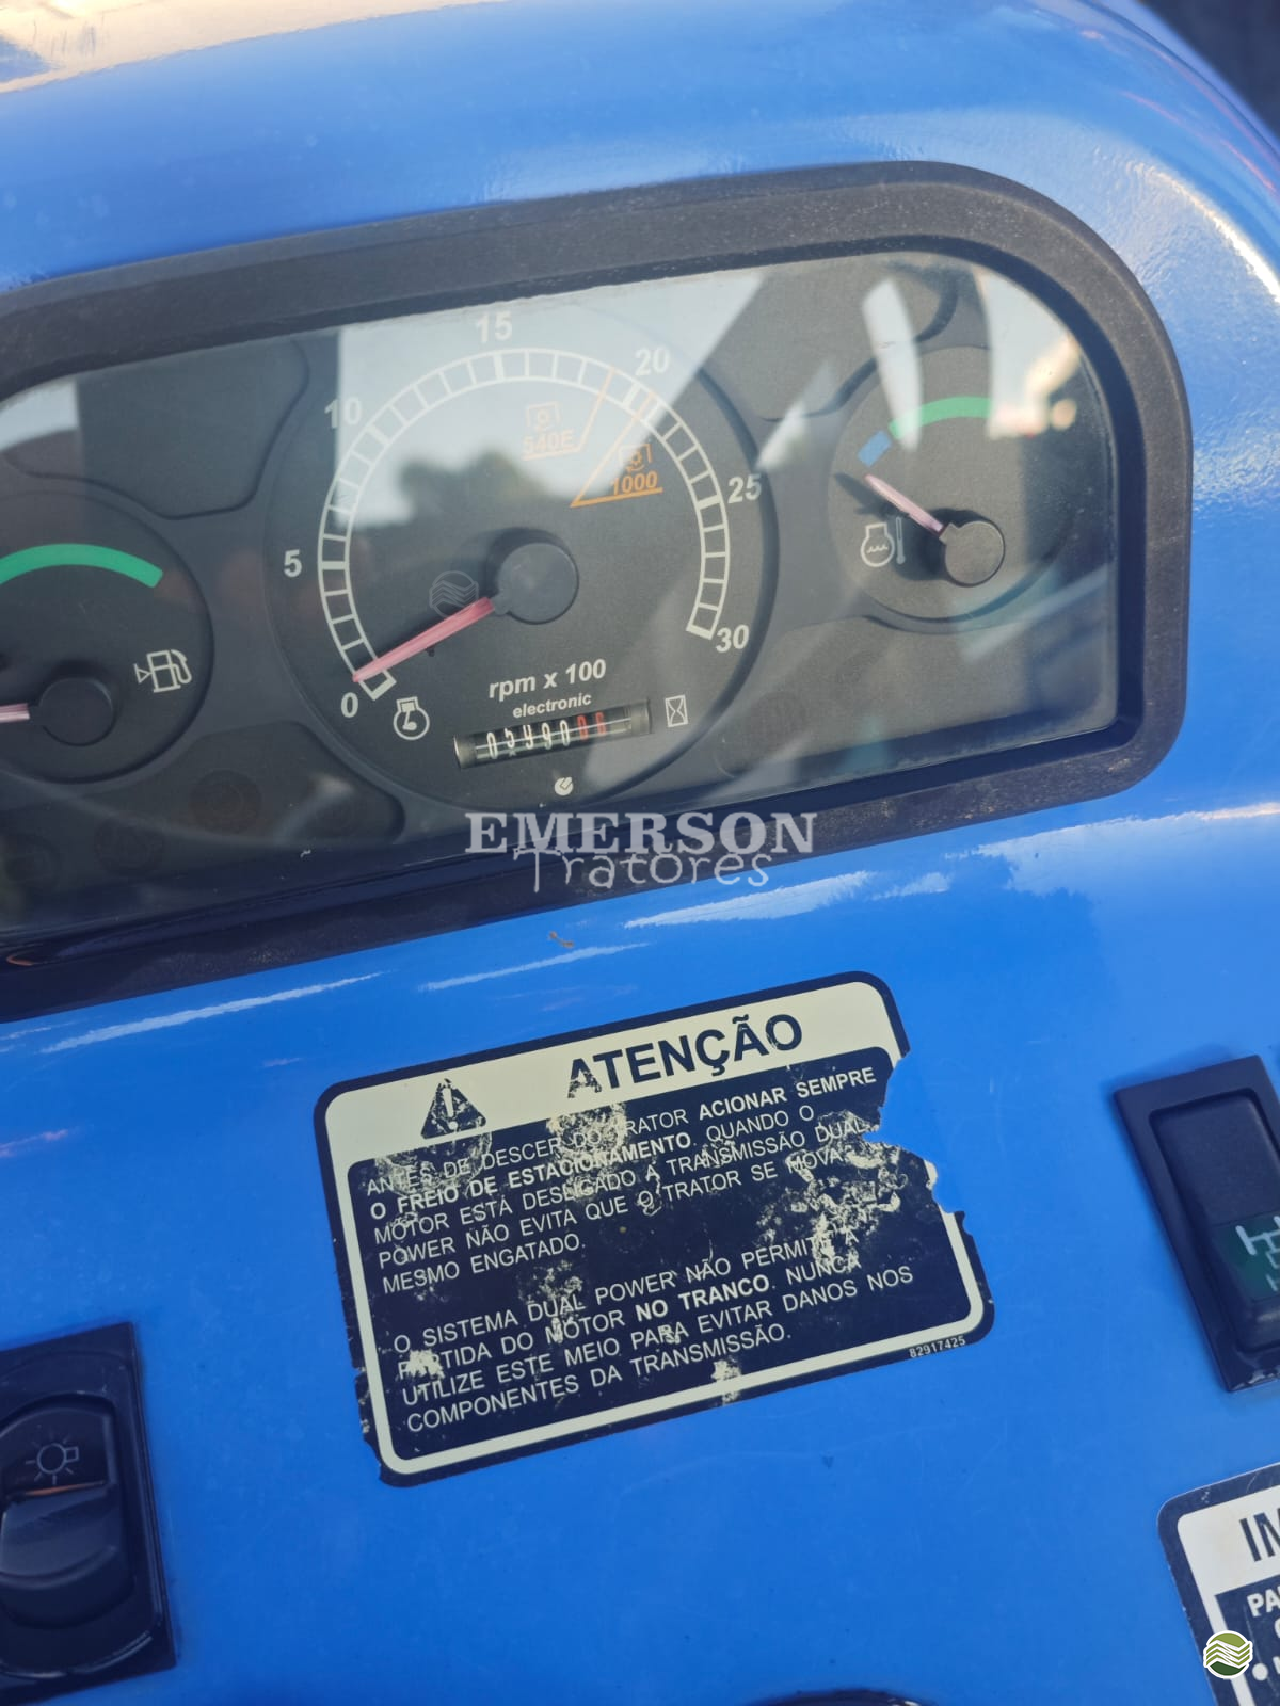 15
20
10
540E
1000
25
5
30
0
rpm x 100
electronic
EMERSON
Tratores
ATENÇÃO
ANTES DE DESCER DO TRATOR ACIONAR SEMPRE
O FREIO DE ESTACIONAMENTO. QUANDO O
MOTOR ESTÁ DESLIGADO A TRANSMISSÃO DUAL
POWER NÃO EVITA QUE O TRATOR SE MOVA
MESMO ENGATADO.
O SISTEMA DUAL POWER NÃO PERMITE A
PARTIDA DO MOTOR NO TRANCO. NUNCA
UTILIZE ESTE MEIO PARA EVITAR DANOS NOS
COMPONENTES DA TRANSMISSÃO.
82917425